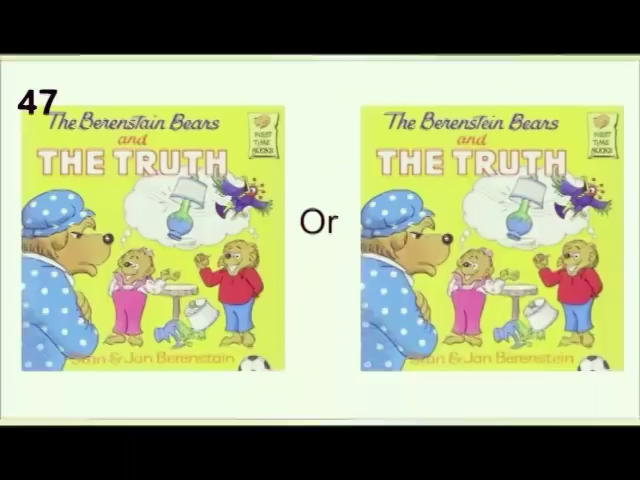 47
The Berenstain Bears
and
THE TRUTH
FIRST
TIME
BOOKS
Stan & Jan Berenstain
Or
The Berenstein Bears
and
THE TRUTH
FIRST
TIME
BOOKS
Stan & Jan Berenstein